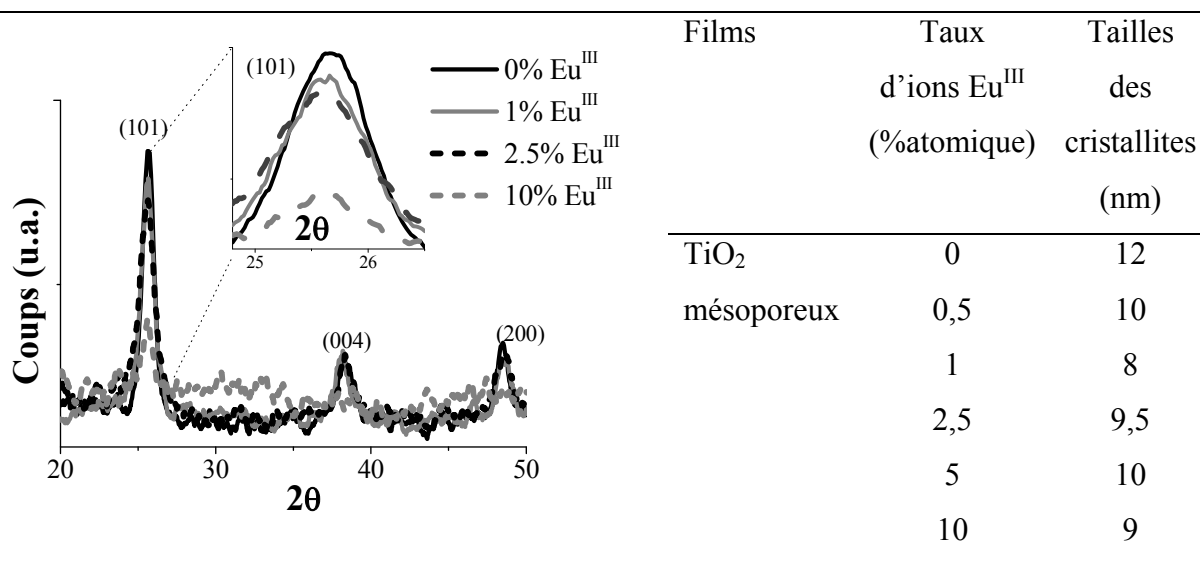 (101)
(101)
0% Eu^III
1% Eu^III
2.5% Eu^III
10% Eu^III
2θ
25 26
(004)
(200)
Coups (u.a.)
20 30 40 50
2θ
Films Taux Tailles
d’ions Eu^III des
(%atomique) cristallites
(nm)
TiO₂ 0 12
mésoporeux 0,5 10
1 8
2,5 9,5
5 10
10 9